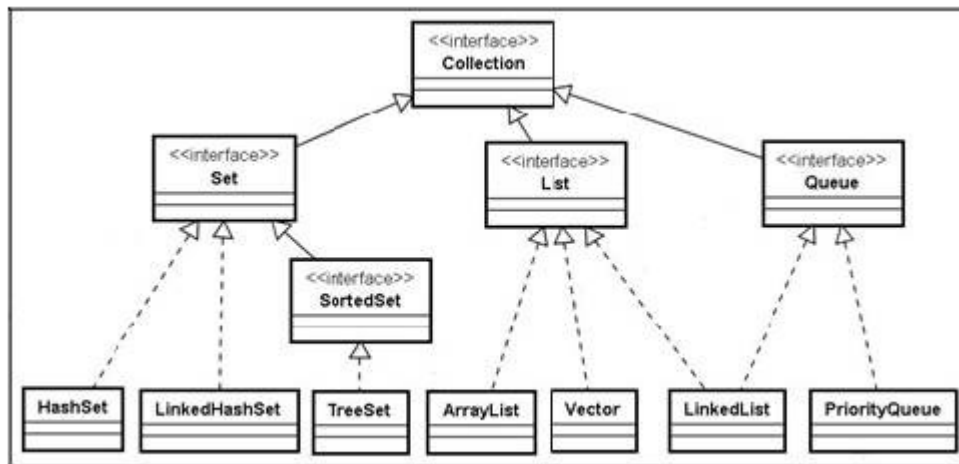 <<interface>>
Collection
<<interface>>
Set
<<interface>>
List
<<interface>>
Queue
<<interface>>
SortedSet
HashSet
LinkedHashSet
TreeSet
ArrayList
Vector
LinkedList
PriorityQueue